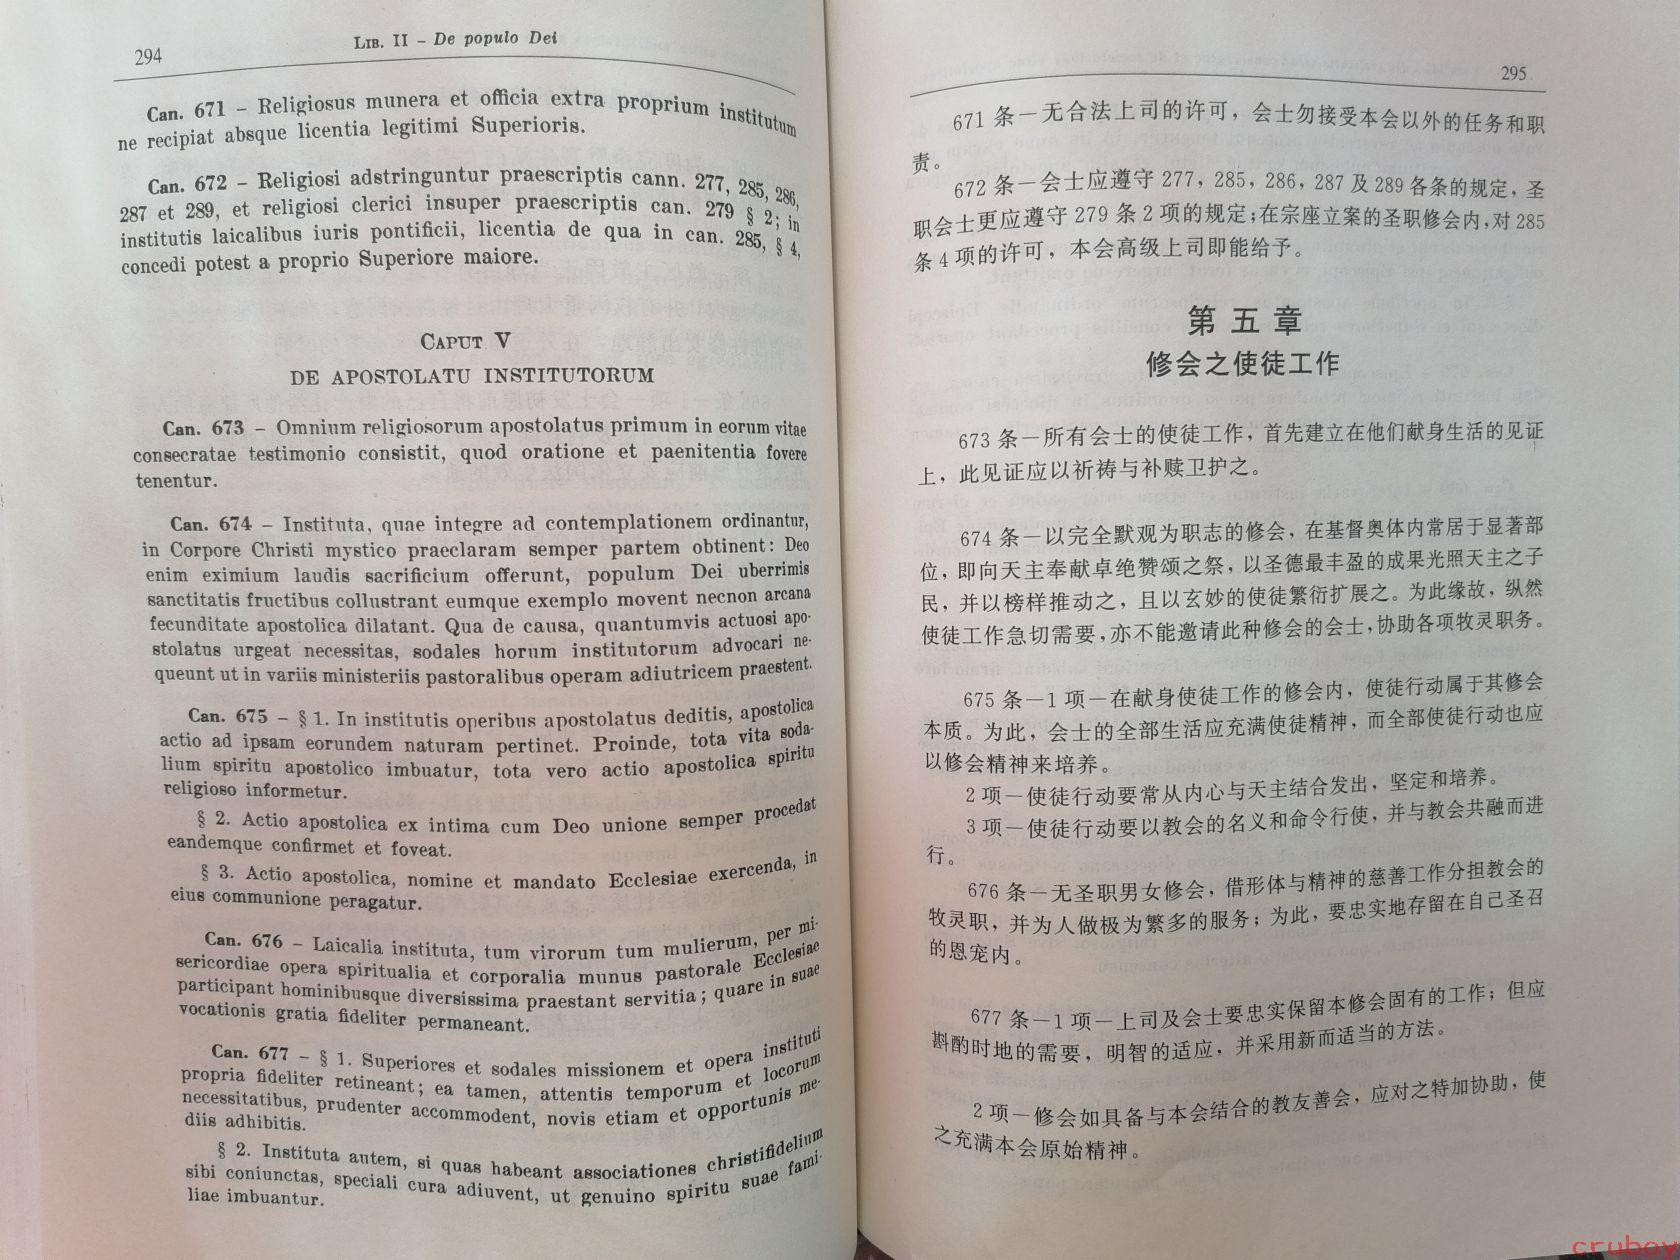 294
LIB. II – De populo Dei
Can. 671 – Religiosus munera et officia extra proprium institutum
ne recipiat absque licentia legitimi Superioris.
Can. 672 – Religiosi adstringuntur praescriptis cann. 277, 285, 286,
287 et 289, et religiosi clerici insuper praescriptis can. 279 § 2; in
institutis laicalibus iuris pontificii, licentia de qua in can. 285, § 4,
concedi potest a proprio Superiore maiore.
CAPUT V
DE APOSTOLATU INSTITUTORUM
Can. 673 – Omnium religiosorum apostolatus primum in eorum vitae
consecratae testimonio consistit, quod oratione et paenitentia fovere
tenentur.
Can. 674 – Instituta, quae integre ad contemplationem ordinantur,
in Corpore Christi mystico praeclaram semper partem obtinent: Deo
enim eximium laudis sacrificium offerunt, populum Dei uberrimis
sanctitatis fructibus collustrant eumque exemplo movent necnon arcana
fecunditate apostolica dilatant. Qua de causa, quantumvis actuosi apo-
stolatus urgeat necessitas, sodales horum institutorum advocari ne-
queunt ut in variis ministeriis pastoralibus operam adiutricem praestent.
Can. 675 – § 1. In institutis operibus apostolatus deditis, apostolica
actio ad ipsam eorundem naturam pertinet. Proinde, tota vita soda-
lium spiritu apostolico imbuatur, tota vero actio apostolica spiritu
religioso informetur.
§ 2. Actio apostolica ex intima cum Deo unione semper procedat
eandemque confirmet et foveat.
§ 3. Actio apostolica, nomine et mandato Ecclesiae exercenda, in
eius communione peragatur.
Can. 676 – Laicalia instituta, tum virorum tum mulierum, per mi-
sericordiae opera spiritualia et corporalia munus pastorale Ecclesiae
participant hominibusque diversissima praestant servitia; quare in suae
vocationis gratia fideliter permaneant.
Can. 677 – § 1. Superiores et sodales missionem et opera instituti
propria fideliter retineant; ea tamen, attentis temporum et locorum
necessitatibus, prudenter accommodent, novis etiam et opportunis me-
diis adhibitis.
§ 2. Instituta autem, si quas habeant associationes christifidelium
sibi coniunctas, speciali cura adiuvent, ut genuino spiritu suae fami-
liae imbuantur.
295
671 条－无合法上司的许可，会士勿接受本会以外的任务和职
责。
672 条－会士应遵守 277，285，286，287 及 289 各条的规定，圣
职会士更应遵守 279 条 2 项的规定；在宗座立案的圣职修会内，对 285
条 4 项的许可，本会高级上司即能给予。
第 五 章
修会之使徒工作
673 条－所有会士的使徒工作，首先建立在他们献身生活的见证
上，此见证应以祈祷与补赎卫护之。
674 条－以完全默观为职志的修会，在基督奥体内常居于显著部
位，即向天主奉献卓绝赞颂之祭，以圣德最丰盈的成果光照天主之子
民，并以榜样推动之，且以玄妙的使徒繁衍扩展之。为此缘故，纵然
使徒工作急切需要，亦不能邀请此种修会的会士，协助各项牧灵职务。
675 条－1 项－在献身使徒工作的修会内，使徒行动属于其修会
本质。为此，会士的全部生活应充满使徒精神，而全部使徒行动也应
以修会精神来培养。
2 项－使徒行动要常从内心与天主结合发出，坚定和培养。
3 项－使徒行动要以教会的名义和命令行使，并与教会共融而进
行。
676 条－无圣职男女修会，借形体与精神的慈善工作分担教会的
牧灵职，并为人做极为繁多的服务；为此，要忠实地存留在自己圣召
的恩宠内。
677 条－1 项－上司及会士要忠实保留本修会固有的工作；但应
斟酌时地的需要，明智的适应，并采用新而适当的方法。
2 项－修会如具备与本会结合的教友善会，应对之特加协助，使
之充满本会原始精神。
cruboy